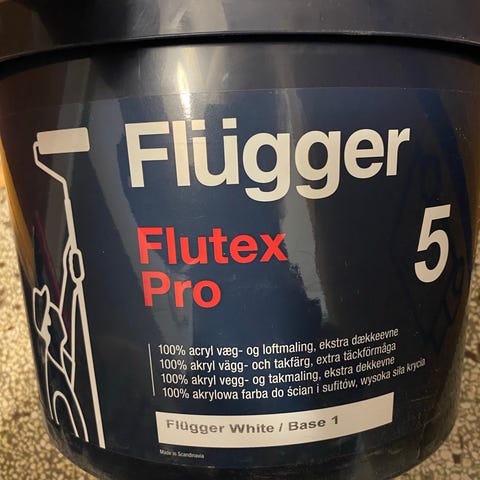 Flügger
Flutex
Pro
5
100% acryl væg- og loftmaling, ekstra dækkeevne
100% akryl vägg- och takfärg, extra täckförmåga
100% akryl vegg- og takmaling, ekstra dekkevne
100% akrylowa farba do ścian i sufitów, wysoka siła krycia
Flügger White / Base 1
Made in Scandinavia